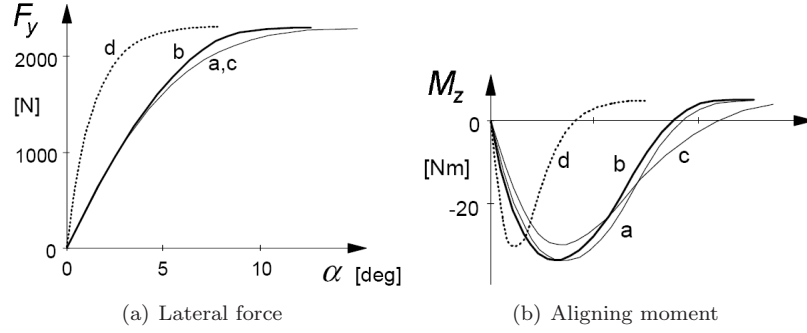 F_y
2000
[N]
1000
0
d
b
a,c
0
5
10
α [deg]
(a) Lateral force
M_z
0
[Nm]
-20
d
b
c
a
(b) Aligning moment